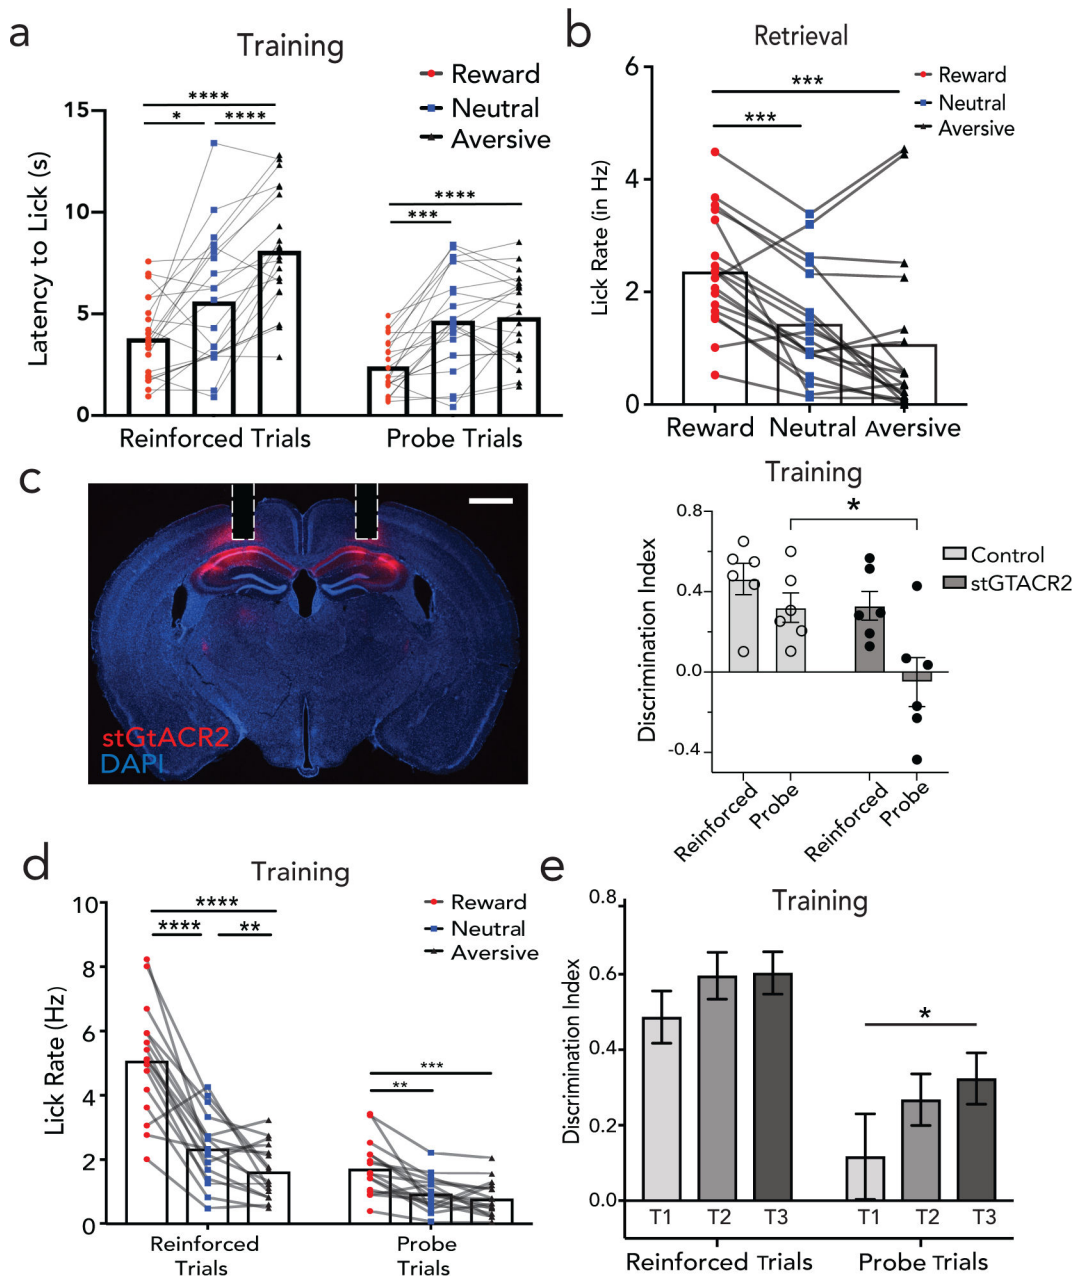 a
Training
Reward
Neutral
Aversive
Latency to Lick (s)
15
10
5
0
****
*
****
****
***
Reinforced Trials
Probe Trials
b
Retrieval
Reward
Neutral
Aversive
Lick Rate (in Hz)
6
4
2
0
***
***
Reward Neutral Aversive
c
stGtACR2
DAPI
Training
Discrimination Index
0.8
0.4
0.0
-0.4
*
Control
stGTACR2
Reinforced
Probe
Reinforced
Probe
d
Training
Reward
Neutral
Aversive
Lick Rate (Hz)
10
8
6
4
2
0
****
****
**
***
**
Reinforced
Trials
Probe
Trials
e
Training
Discrimination Index
0.8
0.6
0.4
0.2
0.0
*
T1 T2 T3 T1 T2 T3
Reinforced Trials
Probe Trials